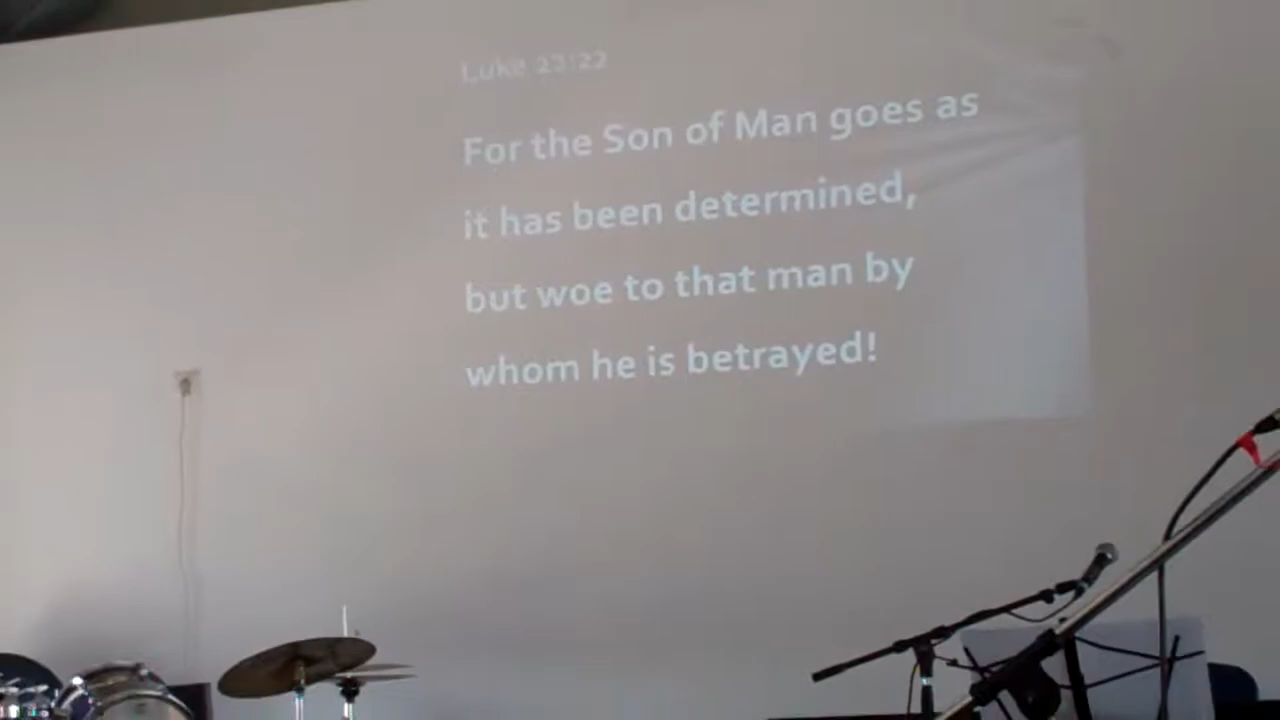 Luke 23:22
For the Son of Man goes as
it has been determined,
but woe to that man by
whom he is betrayed!